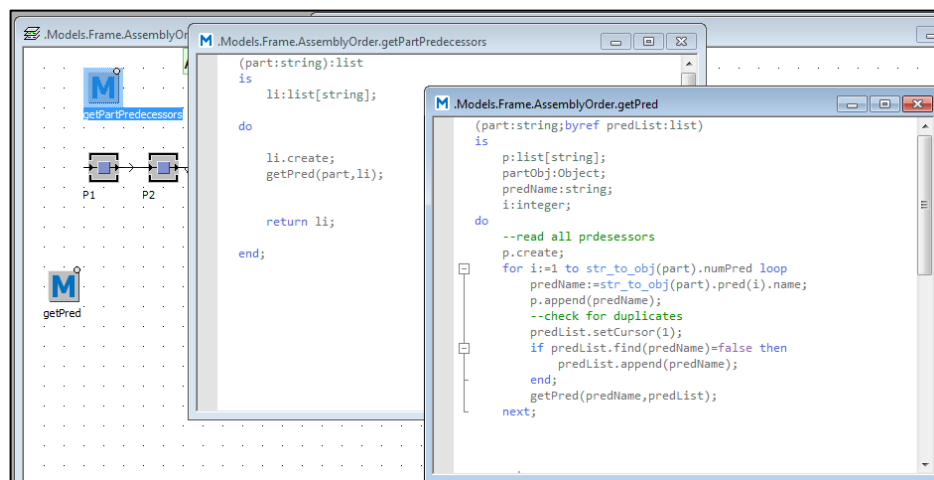 .Models.Frame.AssemblyOr
getPartPredecessors
P1
P2
getPred
.Models.Frame.AssemblyOrder.getPartPredecessors
(part:string):list
is
li:list[string];
do
li.create;
getPred(part,li);
return li;
end;
.Models.Frame.AssemblyOrder.getPred
(part:string;byref predList:list)
is
p:list[string];
partObj:Object;
predName:string;
i:integer;
do
--read all prdesessors
p.create;
for i:=1 to str_to_obj(part).numPred loop
predName:=str_to_obj(part).pred(i).name;
p.append(predName);
--check for duplicates
predList.setCursor(1);
if predList.find(predName)=false then
predList.append(predName);
end;
getPred(predName,predList);
next;